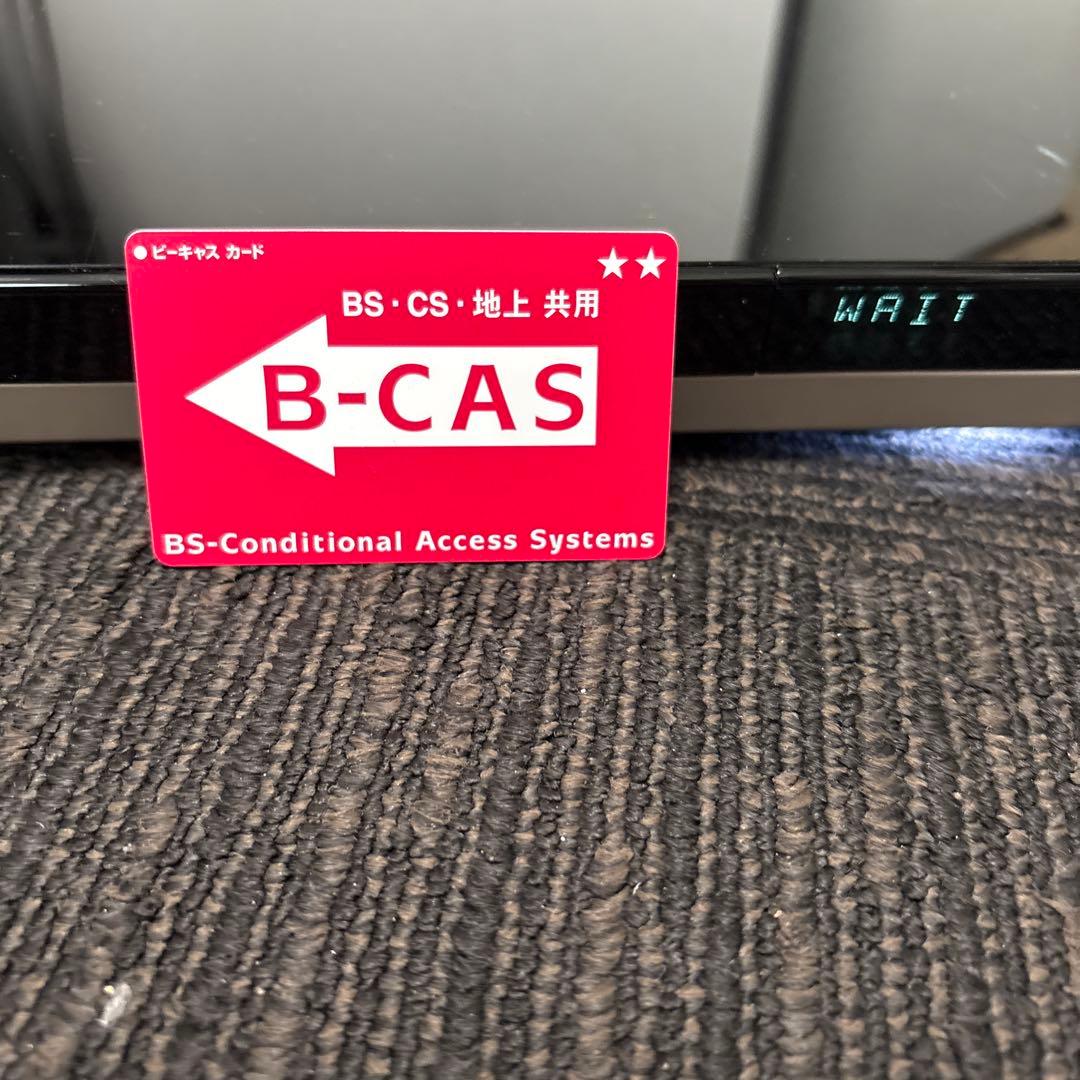 ●ビーキャス カード
★★
BS・CS・地上 共用
B-CAS
BS-Conditional Access Systems
WAIT